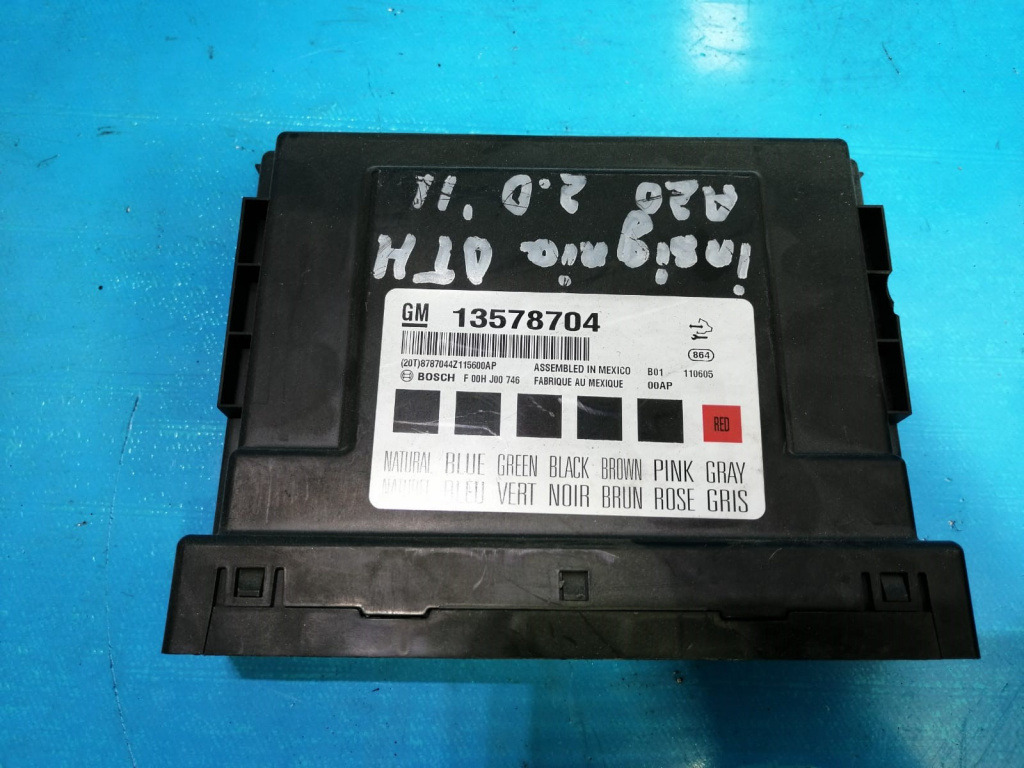 insignia DTH
A20 2.0 '11
GM 13578704
(20T)8787044Z115600AP ASSEMBLED IN MEXICO B01 110605
BOSCH F 00H J00 746 FABRIQUE AU MEXIQUE 00AP
864
RED
NATURAL BLUE GREEN BLACK BROWN PINK GRAY
NATUREL BLEU VERT NOIR BRUN ROSE GRIS